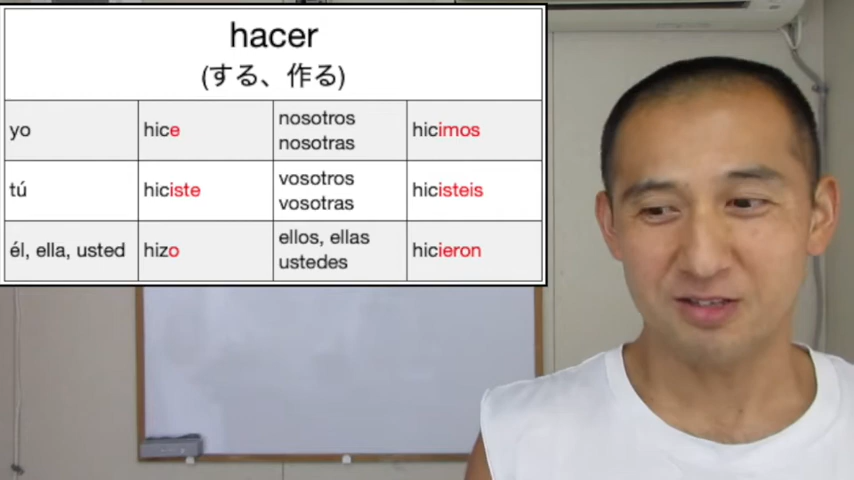 hacer
(する、作る)
yo hice nosotros nosotras hicimos
tú hiciste vosotros vosotras hicisteis
él, ella, usted hizo ellos, ellas ustedes hicieron